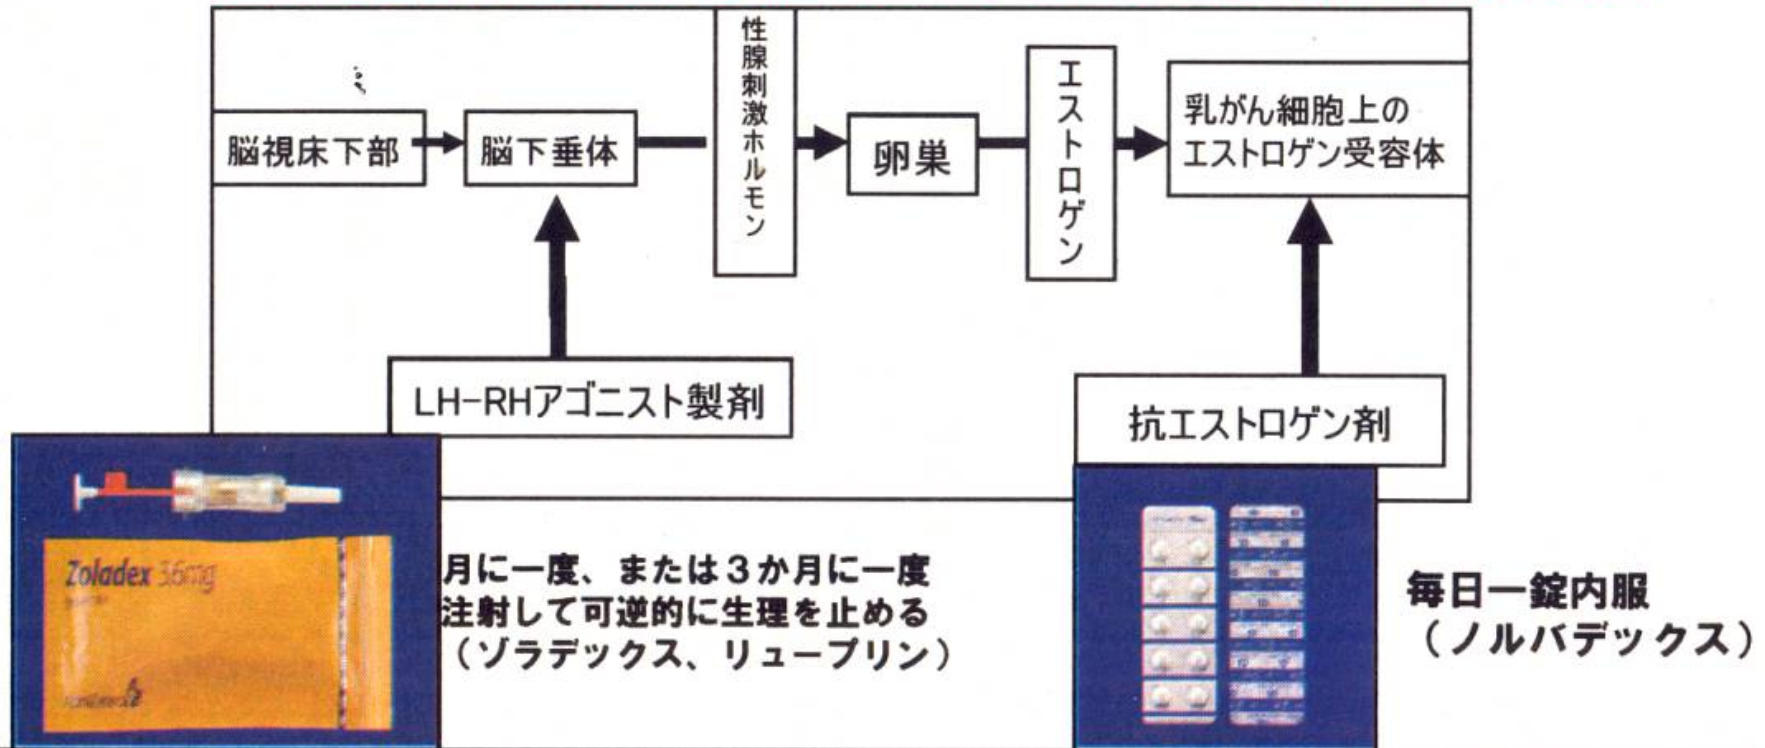 脳視床下部
脳下垂体
性腺刺激ホルモン
卵巣
エストロゲン
乳がん細胞上の
エストロゲン受容体
LH-RHアゴニスト製剤
抗エストロゲン剤
Zoladex 3.6mg
月に一度、または３か月に一度
注射して可逆的に生理を止める
（ゾラデックス、リュープリン）
毎日一錠内服
（ノルバデックス）